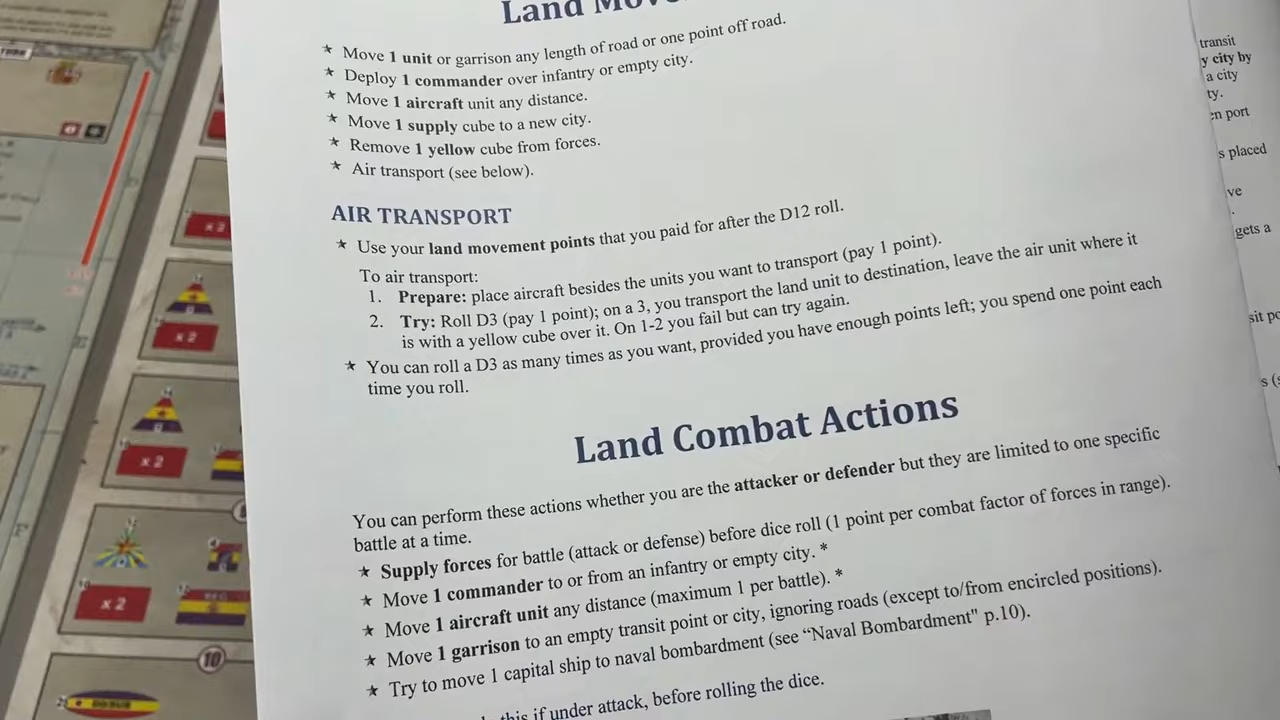 Land Mov
★ Move 1 unit or garrison any length of road or one point off road.
★ Deploy 1 commander over infantry or empty city.
★ Move 1 aircraft unit any distance.
★ Move 1 supply cube to a new city.
★ Remove 1 yellow cube from forces.
★ Air transport (see below).
AIR TRANSPORT
★ Use your land movement points that you paid for after the D12 roll.
To air transport:
1. Prepare: place aircraft besides the units you want to transport (pay 1 point).
2. Try: Roll D3 (pay 1 point); on a 3, you transport the land unit to destination, leave the air unit where it
is with a yellow cube over it. On 1-2 you fail but can try again.
★ You can roll a D3 as many times as you want, provided you have enough points left; you spend one point each
time you roll.
Land Combat Actions
You can perform these actions whether you are the attacker or defender but they are limited to one specific
battle at a time.
★ Supply forces for battle (attack or defense) before dice roll (1 point per combat factor of forces in range).
★ Move 1 commander to or from an infantry or empty city. *
★ Move 1 aircraft unit any distance (maximum 1 per battle). *
★ Move 1 garrison to an empty transit point or city, ignoring roads (except to/from encircled positions).
★ Try to move 1 capital ship to naval bombardment (see “Naval Bombardment" p.10).
this if under attack, before rolling the dice.
transit
y city by
a city
ty.
en port
s placed
ve
gets a
sit po
x 2
x 2
x 2
x 2
10